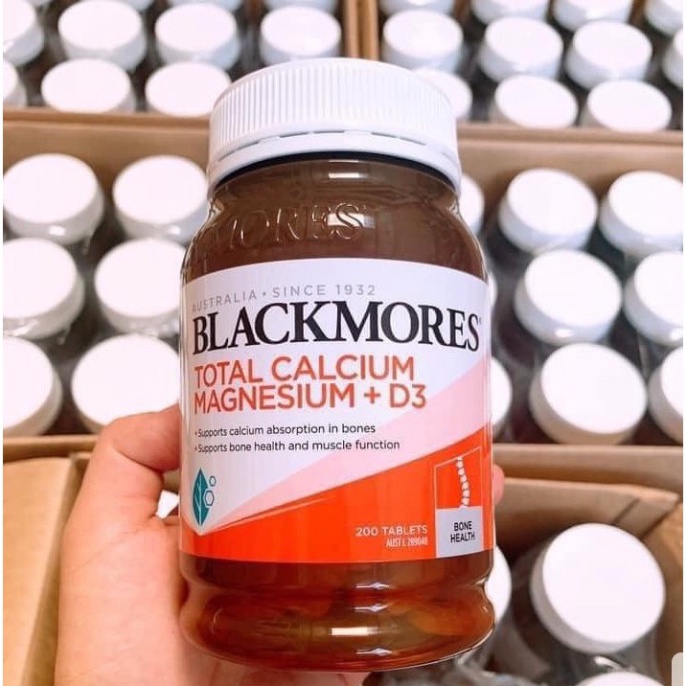 MORES
AUSTRALIA • SINCE 1932
BLACKMORES®
TOTAL CALCIUM
MAGNESIUM + D3
• Supports calcium absorption in bones
• Supports bone health and muscle function
200 TABLETS
BONE
HEALTH